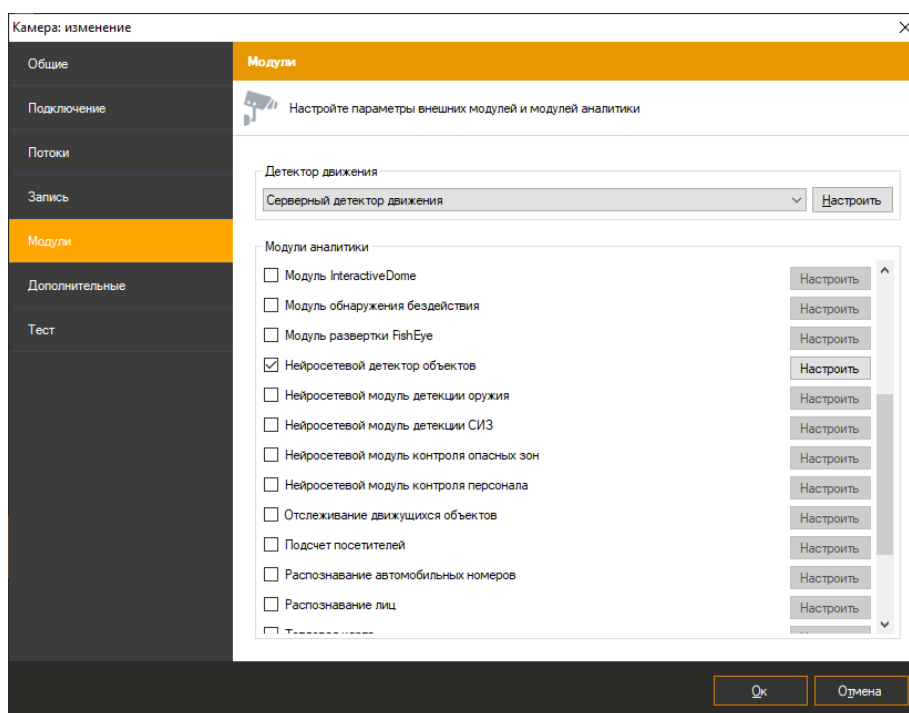 Камера: изменение
Общие
Подключение
Потоки
Запись
Модули
Дополнительные
Тест
Модули
Настройте параметры внешних модулей и модулей аналитики
Детектор движения
Серверный детектор движения
Настроить
Модули аналитики
Модуль InteractiveDome Настроить
Модуль обнаружения бездействия Настроить
Модуль развертки FishEye Настроить
Нейросетевой детектор объектов Настроить
Нейросетевой модуль детекции оружия Настроить
Нейросетевой модуль детекции СИЗ Настроить
Нейросетевой модуль контроля опасных зон Настроить
Нейросетевой модуль контроля персонала Настроить
Отслеживание движущихся объектов Настроить
Подсчет посетителей Настроить
Распознавание автомобильных номеров Настроить
Распознавание лиц Настроить
Ок
Отмена